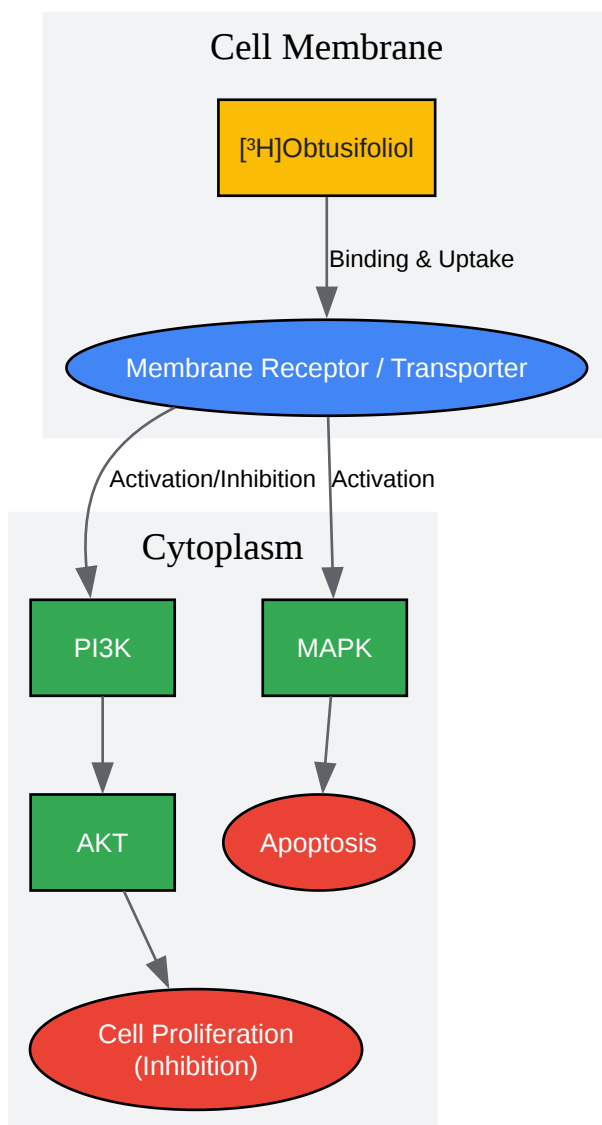 Cell Membrane
[³H]Obtusifoliol
Binding & Uptake
Membrane Receptor / Transporter
Activation/Inhibition
Activation
Cytoplasm
PI3K
MAPK
AKT
Apoptosis
Cell Proliferation
(Inhibition)